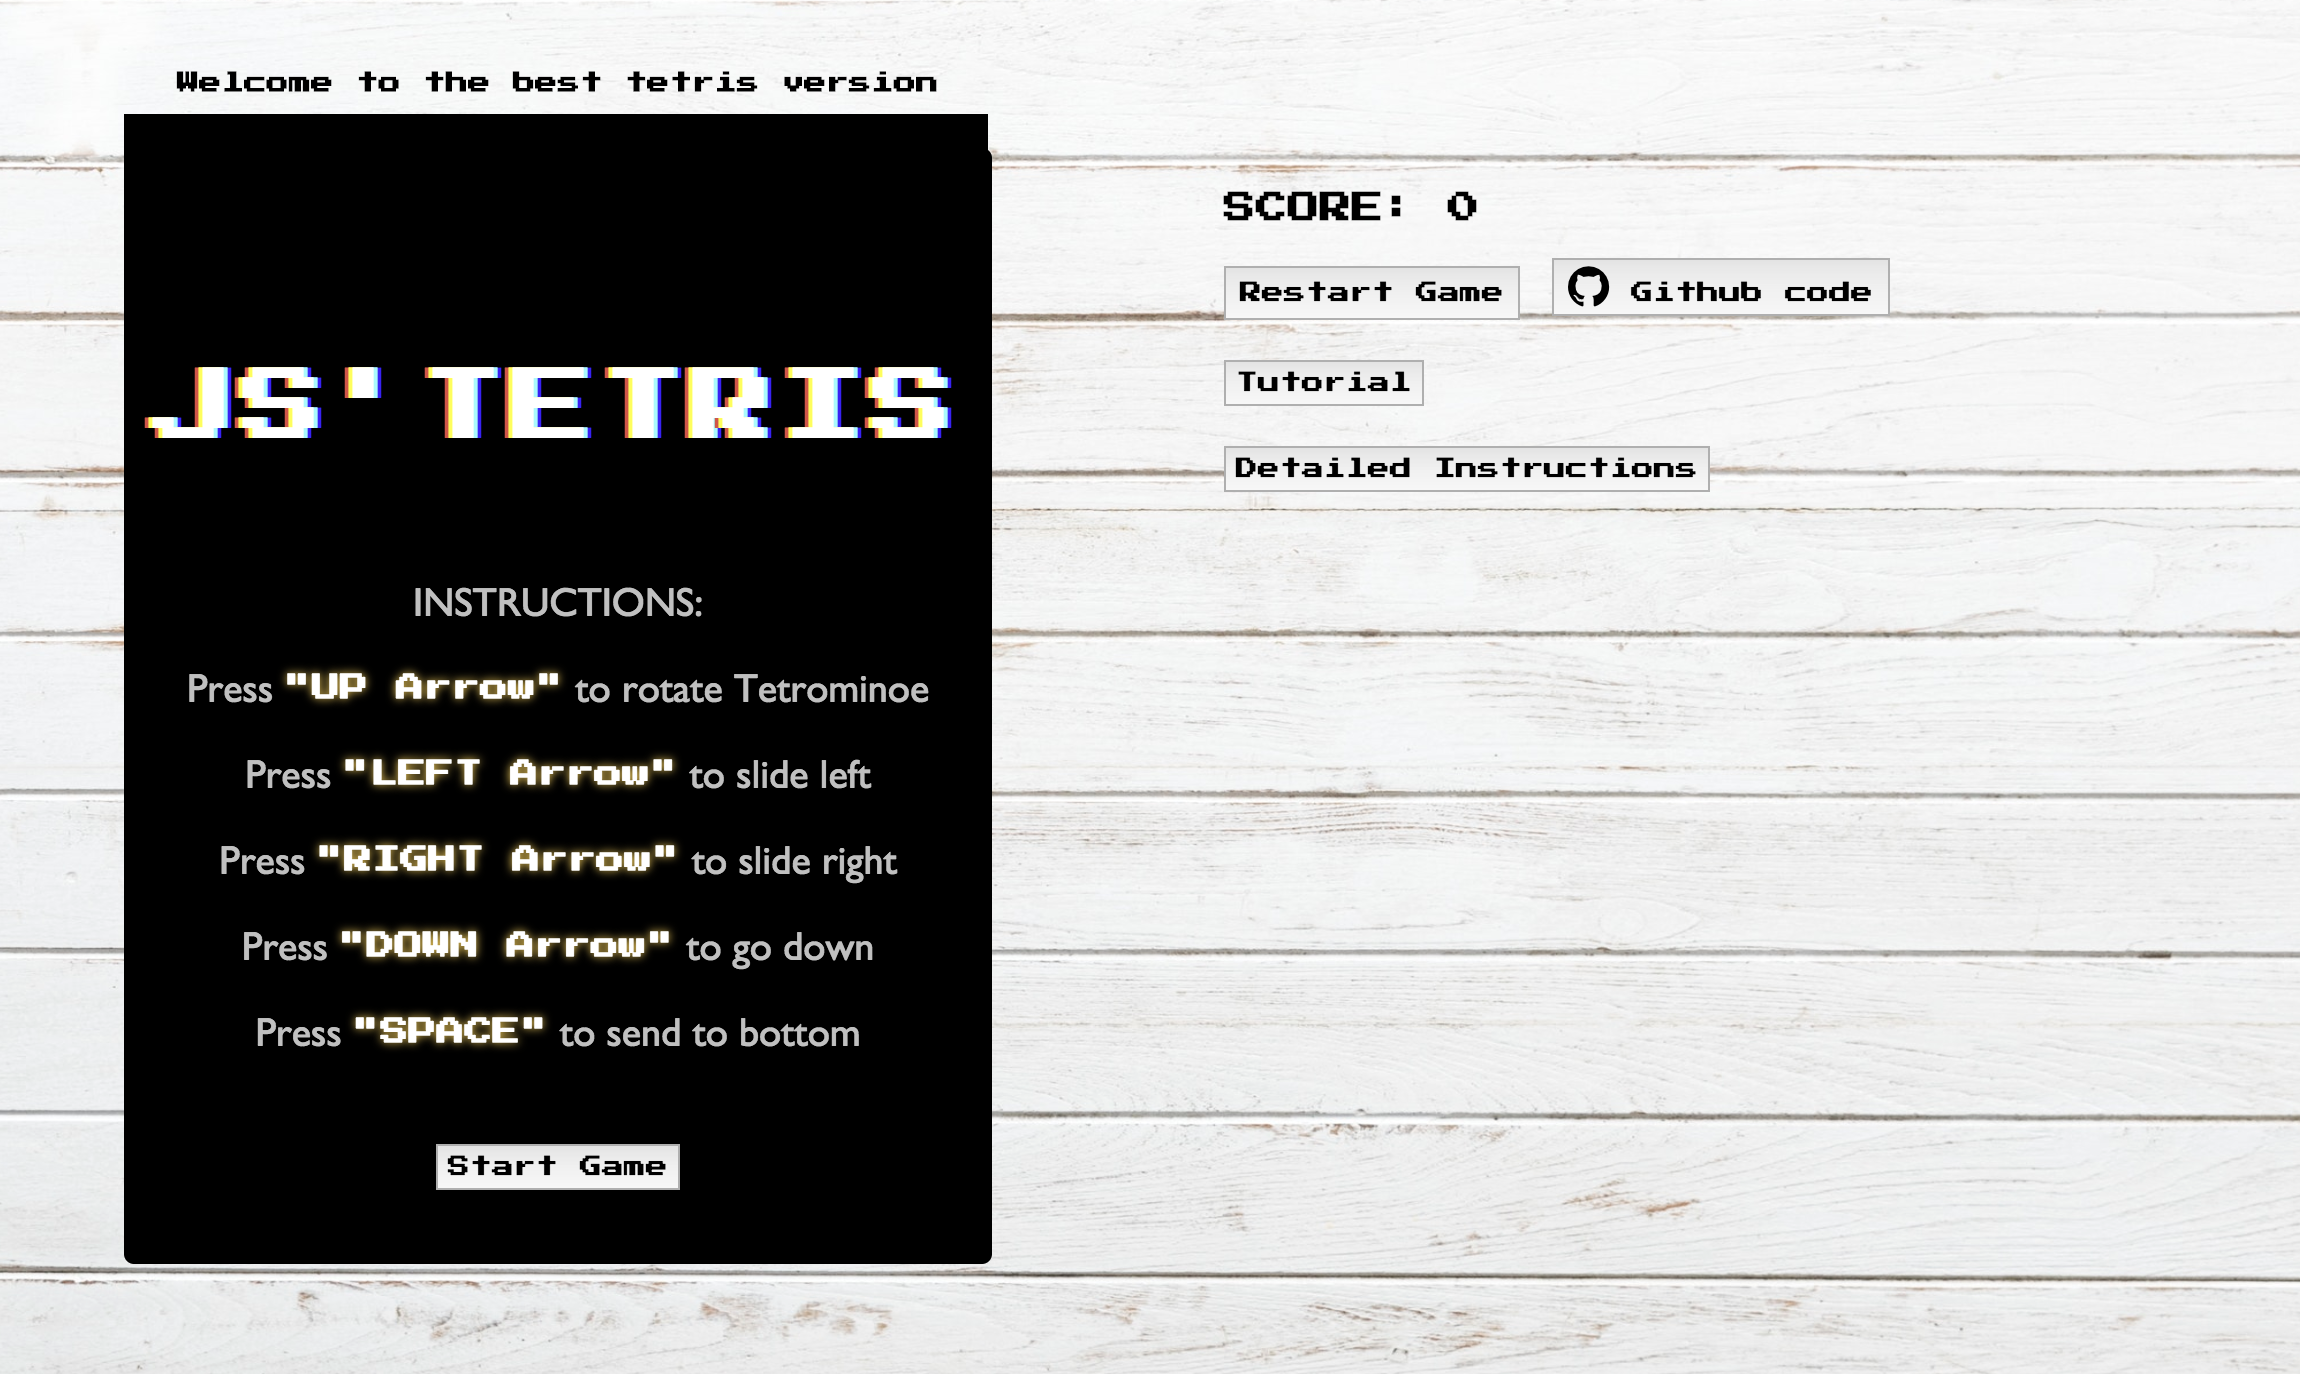 Welcome to the best tetris version
JS'TETRIS
INSTRUCTIONS:
Press "UP Arrow" to rotate Tetrominoe
Press "LEFT Arrow" to slide left
Press "RIGHT Arrow" to slide right
Press "DOWN Arrow" to go down
Press "SPACE" to send to bottom
Start Game
SCORE: 0
Restart Game
Github code
Tutorial
Detailed Instructions